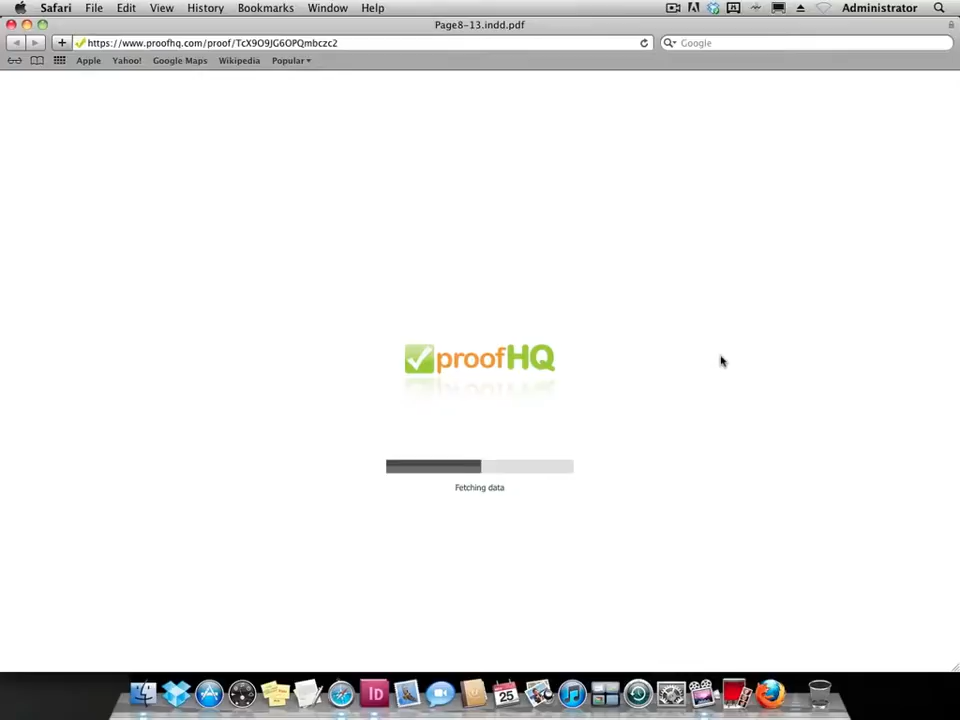 Safari File Edit View History Bookmarks Window Help Administrator
Page8-13.indd.pdf
https://www.proofhq.com/proof/TcX9O9JG6OPQmbczc2 Google
Apple Yahoo! Google Maps Wikipedia Popular
proofHQ
Fetching data
ID 25